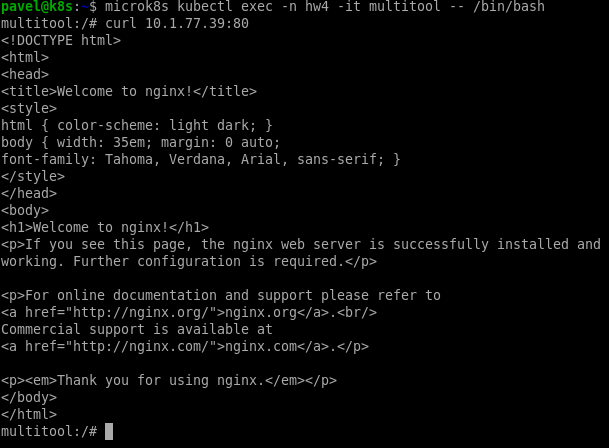 pavel@k8s:~$ microk8s kubectl exec -n hw4 -it multitool -- /bin/bash
multitool:/# curl 10.1.77.39:80
<!DOCTYPE html>
<html>
<head>
<title>Welcome to nginx!</title>
<style>
html { color-scheme: light dark; }
body { width: 35em; margin: 0 auto;
font-family: Tahoma, Verdana, Arial, sans-serif; }
</style>
</head>
<body>
<h1>Welcome to nginx!</h1>
<p>If you see this page, the nginx web server is successfully installed and
working. Further configuration is required.</p>

<p>For online documentation and support please refer to
<a href="http://nginx.org/">nginx.org</a>.<br/>
Commercial support is available at
<a href="http://nginx.com/">nginx.com</a>.</p>

<p><em>Thank you for using nginx.</em></p>
</body>
</html>
multitool:/#